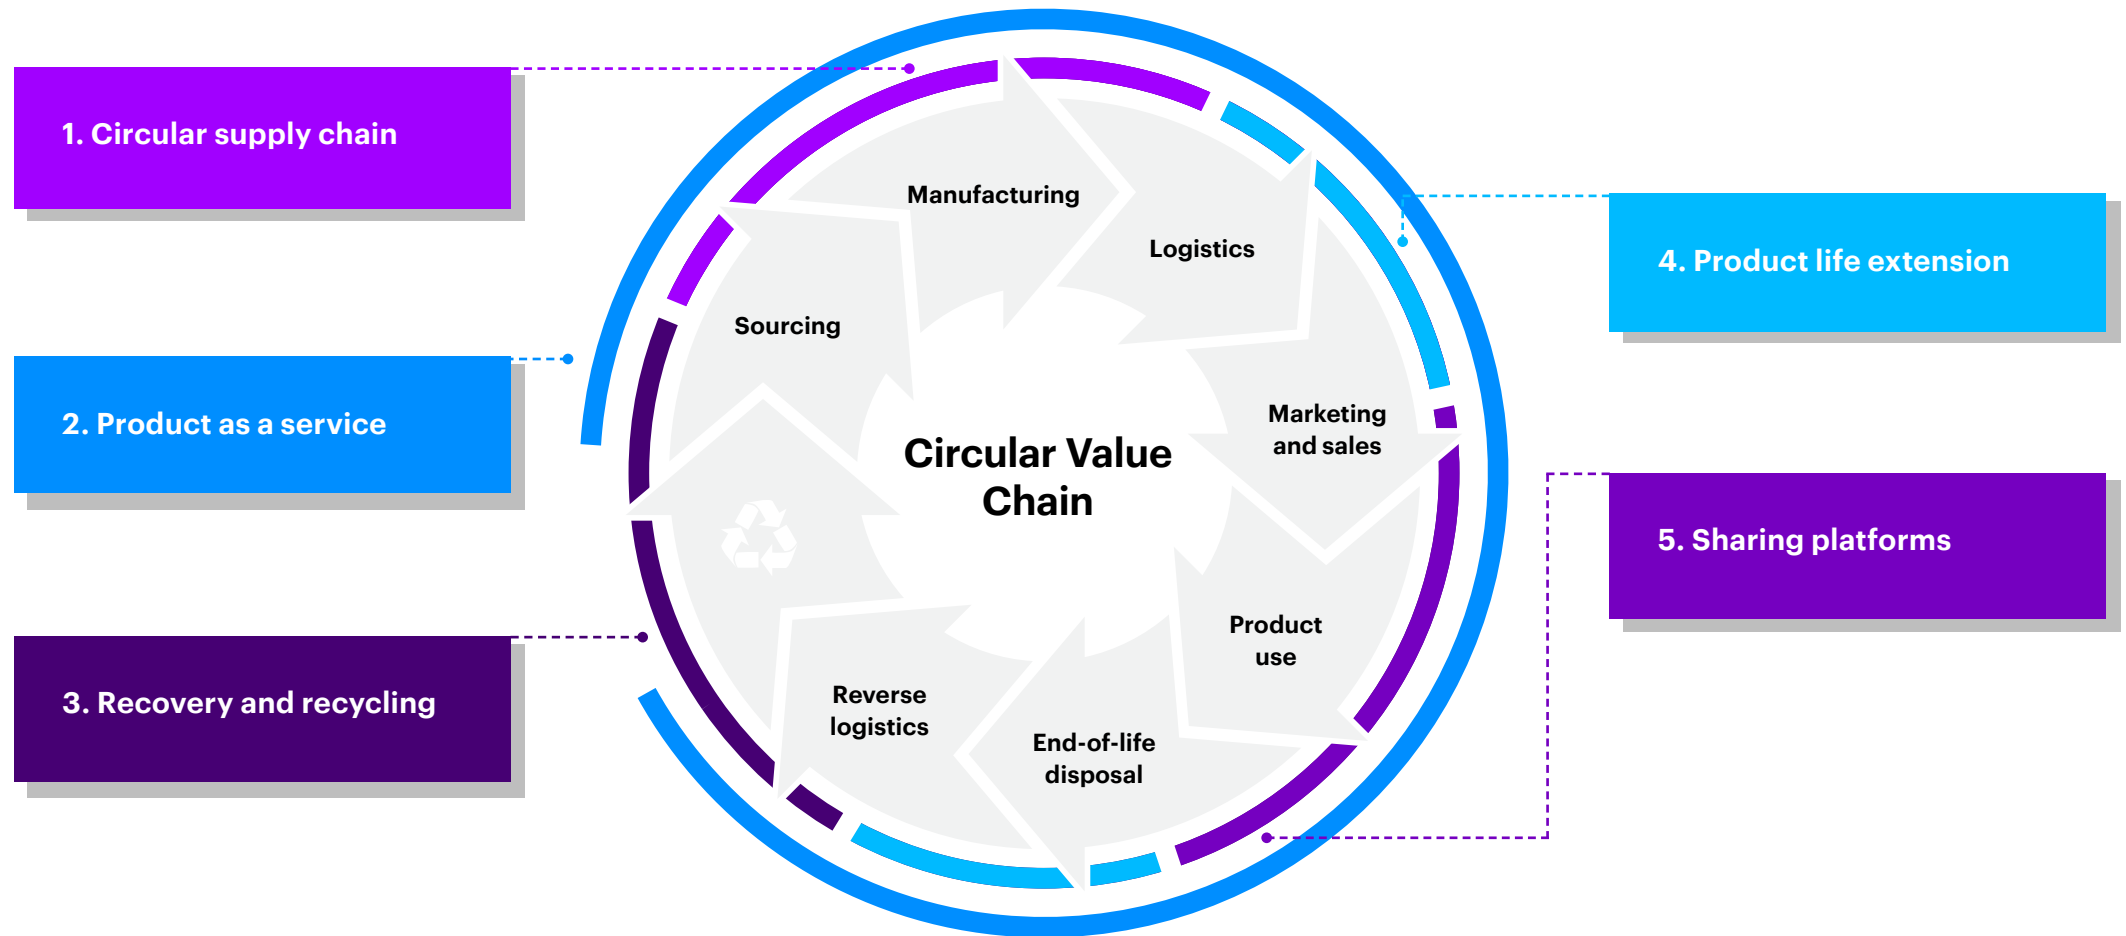 1. Circular supply chain
2. Product as a service
3. Recovery and recycling
Manufacturing
Logistics
Sourcing
Marketing
and sales
Circular Value
Chain
Product
use
Reverse
logistics
End-of-life
disposal
4. Product life extension
5. Sharing platforms